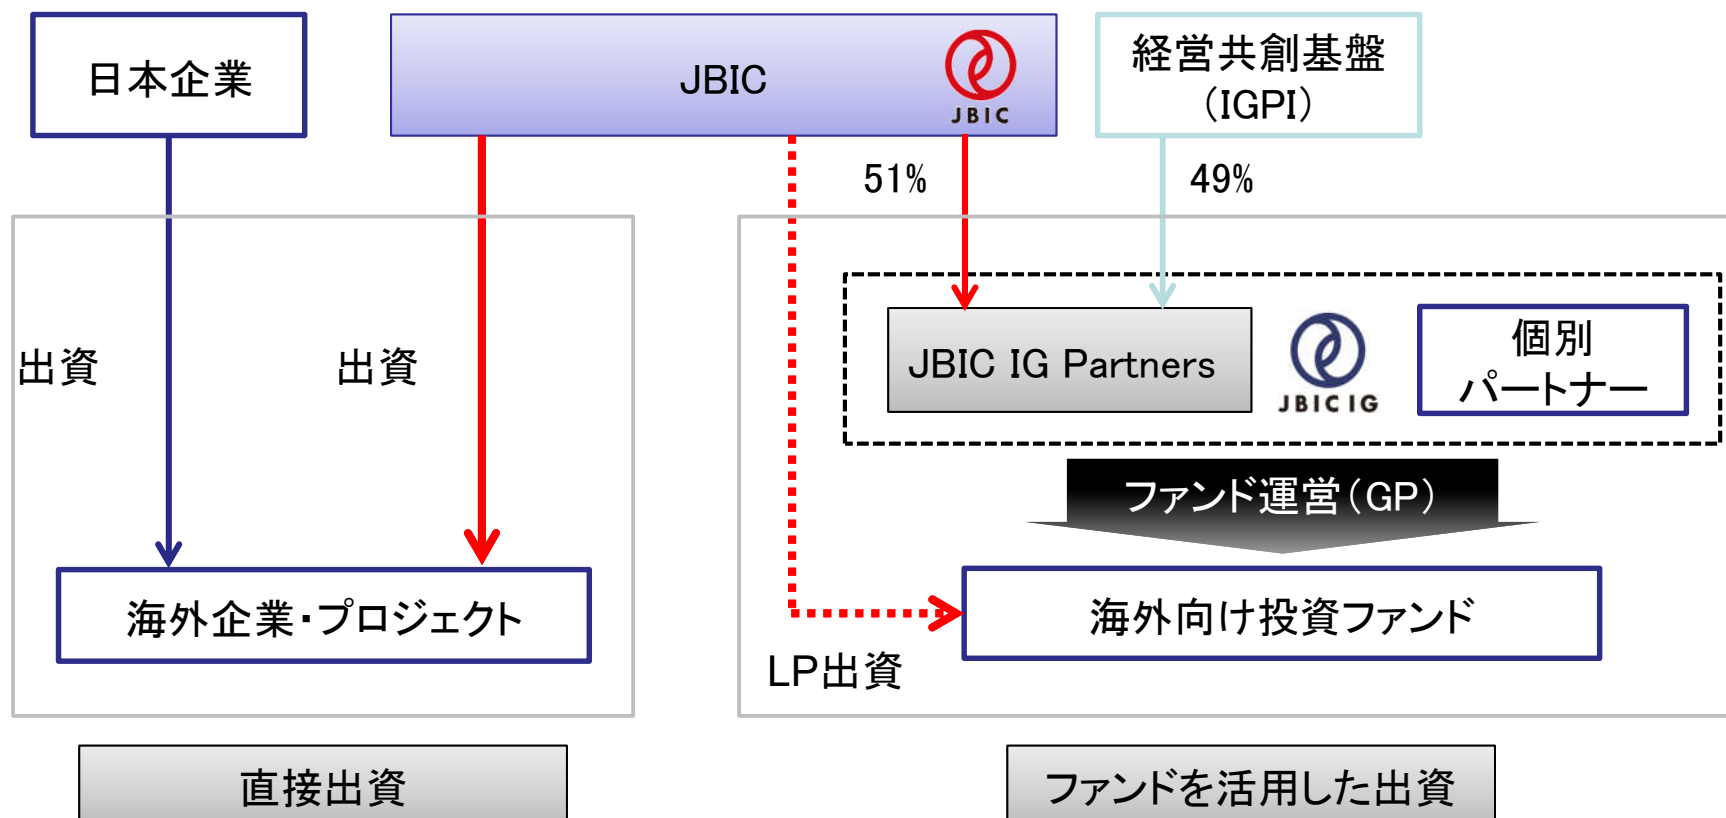 日本企業
JBIC
JBIC
経営共創基盤
(IGPI)
51%
49%
出資
出資
JBIC IG Partners
JBIC IG
個別
パートナー
ファンド運営(GP)
海外企業・プロジェクト
海外向け投資ファンド
LP出資
直接出資
ファンドを活用した出資